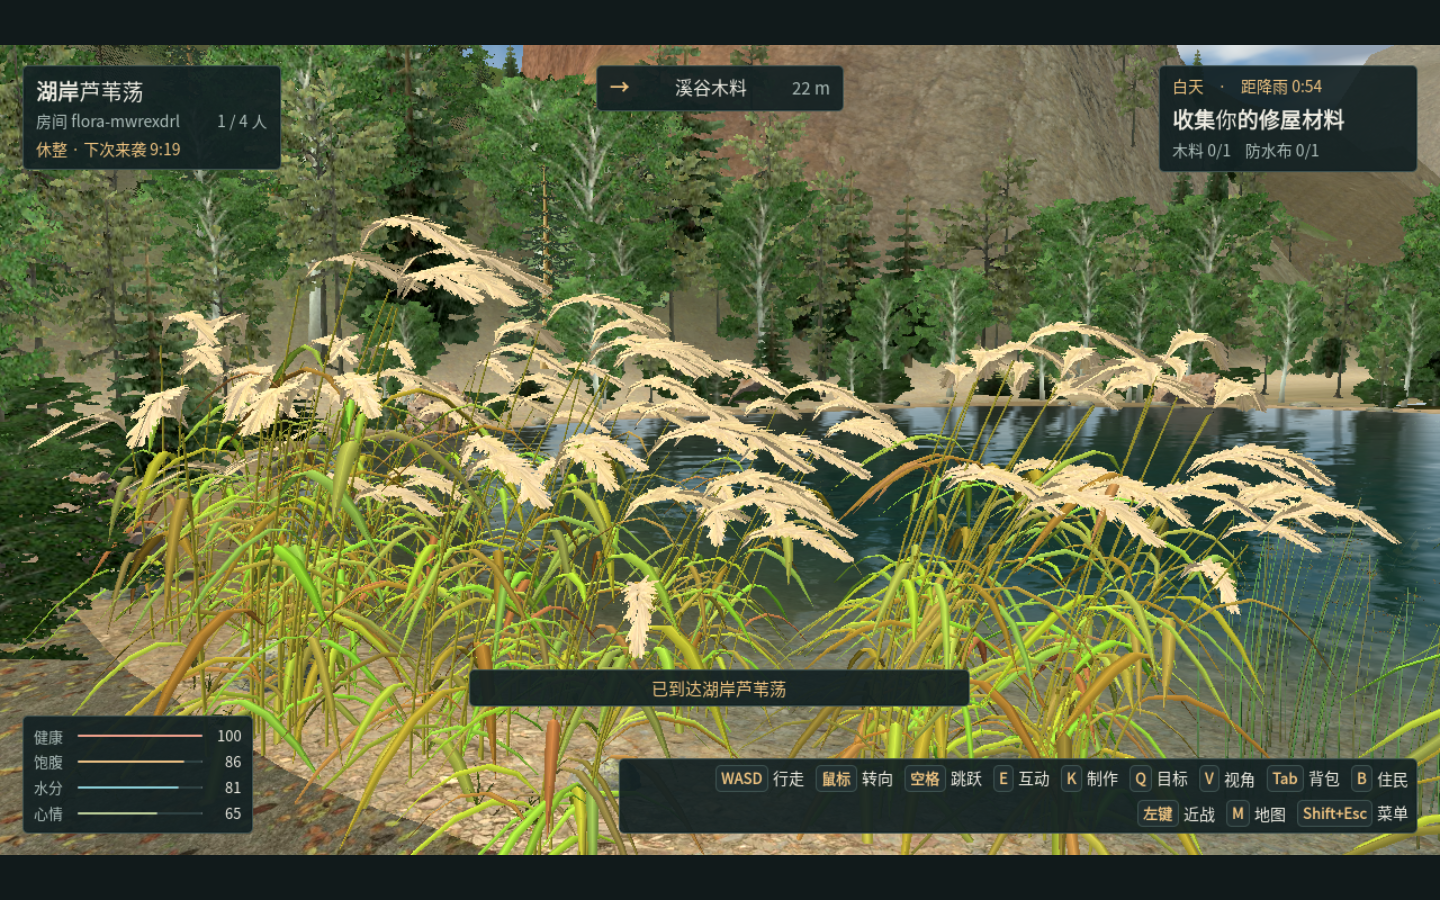 湖岸芦苇荡
房间 flora-mwrexdrl 1 / 4 人
休整 · 下次来袭 9:19
→ 溪谷木料 22 m
白天 · 距降雨 0:54
收集你的修屋材料
木料 0/1 防水布 0/1
已到达湖岸芦苇荡
健康 100
饱腹 86
水分 81
心情 65
WASD 行走 鼠标 转向 空格 跳跃 E 互动 K 制作 Q 目标 V 视角 Tab 背包 B 住民
左键 近战 M 地图 Shift+Esc 菜单